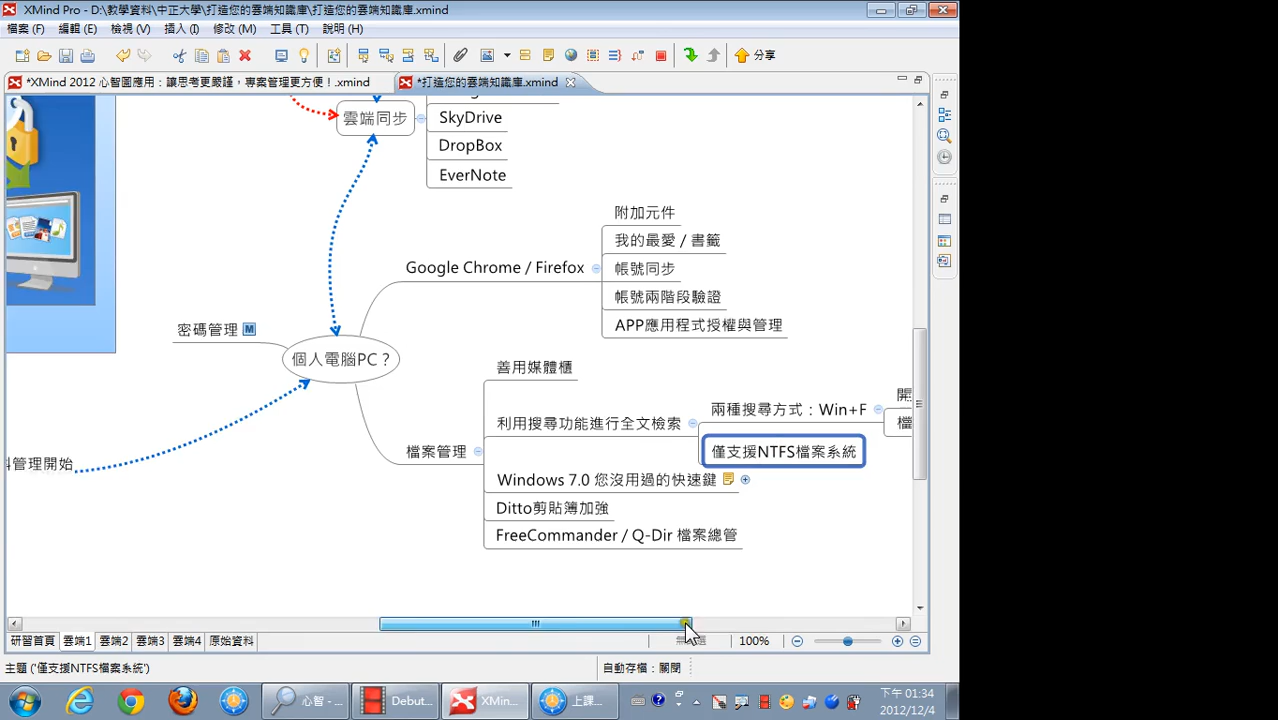 XMind Pro - D:\教學資料\中正大學\打造您的雲端知識庫\打造您的雲端知識庫.xmind
檔案 (F) 編輯 (E) 檢視 (V) 插入 (I) 修改 (M) 工具 (T) 說明 (H)
分享
*XMind 2012 心智圖應用：讓思考更嚴謹，專案管理更方便！.xmind
*打造您的雲端知識庫.xmind
雲端同步
SkyDrive
DropBox
EverNote
附加元件
我的最愛 / 書籤
Google Chrome / Firefox
帳號同步
帳號兩階段驗證
APP應用程式授權與管理
密碼管理
個人電腦PC？
善用媒體櫃
兩種搜尋方式：Win+F
利用搜尋功能進行全文檢索
僅支援NTFS檔案系統
檔案管理
管理開始
Windows 7.0 您沒用過的快速鍵
Ditto剪貼簿加強
FreeCommander / Q-Dir 檔案總管
研習首頁 雲端1 雲端2 雲端3 雲端4 原始資料
100%
主題 ('僅支援NTFS檔案系統')
自動存檔：關閉
心智 -...
Debut...
XMin...
上課...
下午 01:34
2012/12/4